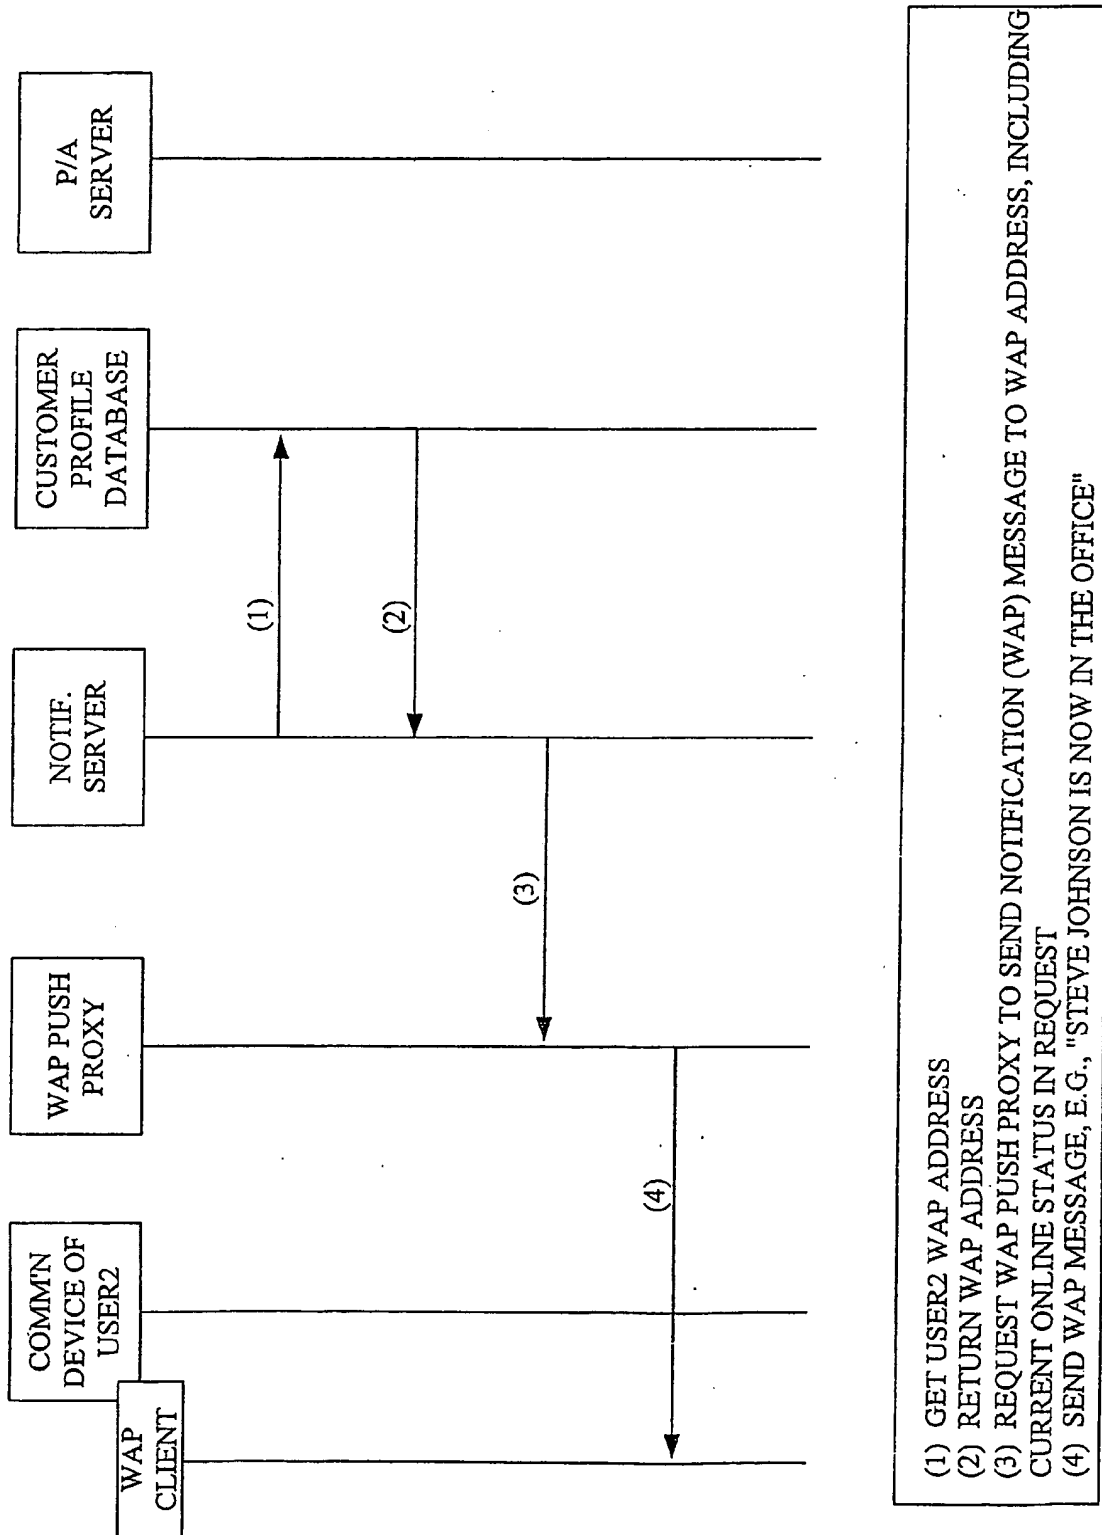 WAP
CLIENT
COMM'N
DEVICE OF
USER2
WAP PUSH
PROXY
NOTIF.
SERVER
CUSTOMER
PROFILE
DATABASE
P/A
SERVER
(1)
(2)
(3)
(4)
(1) GET USER2 WAP ADDRESS
(2) RETURN WAP ADDRESS
(3) REQUEST WAP PUSH PROXY TO SEND NOTIFICATION (WAP) MESSAGE TO WAP ADDRESS, INCLUDING
CURRENT ONLINE STATUS IN REQUEST
(4) SEND WAP MESSAGE, E.G., "STEVE JOHNSON IS NOW IN THE OFFICE"